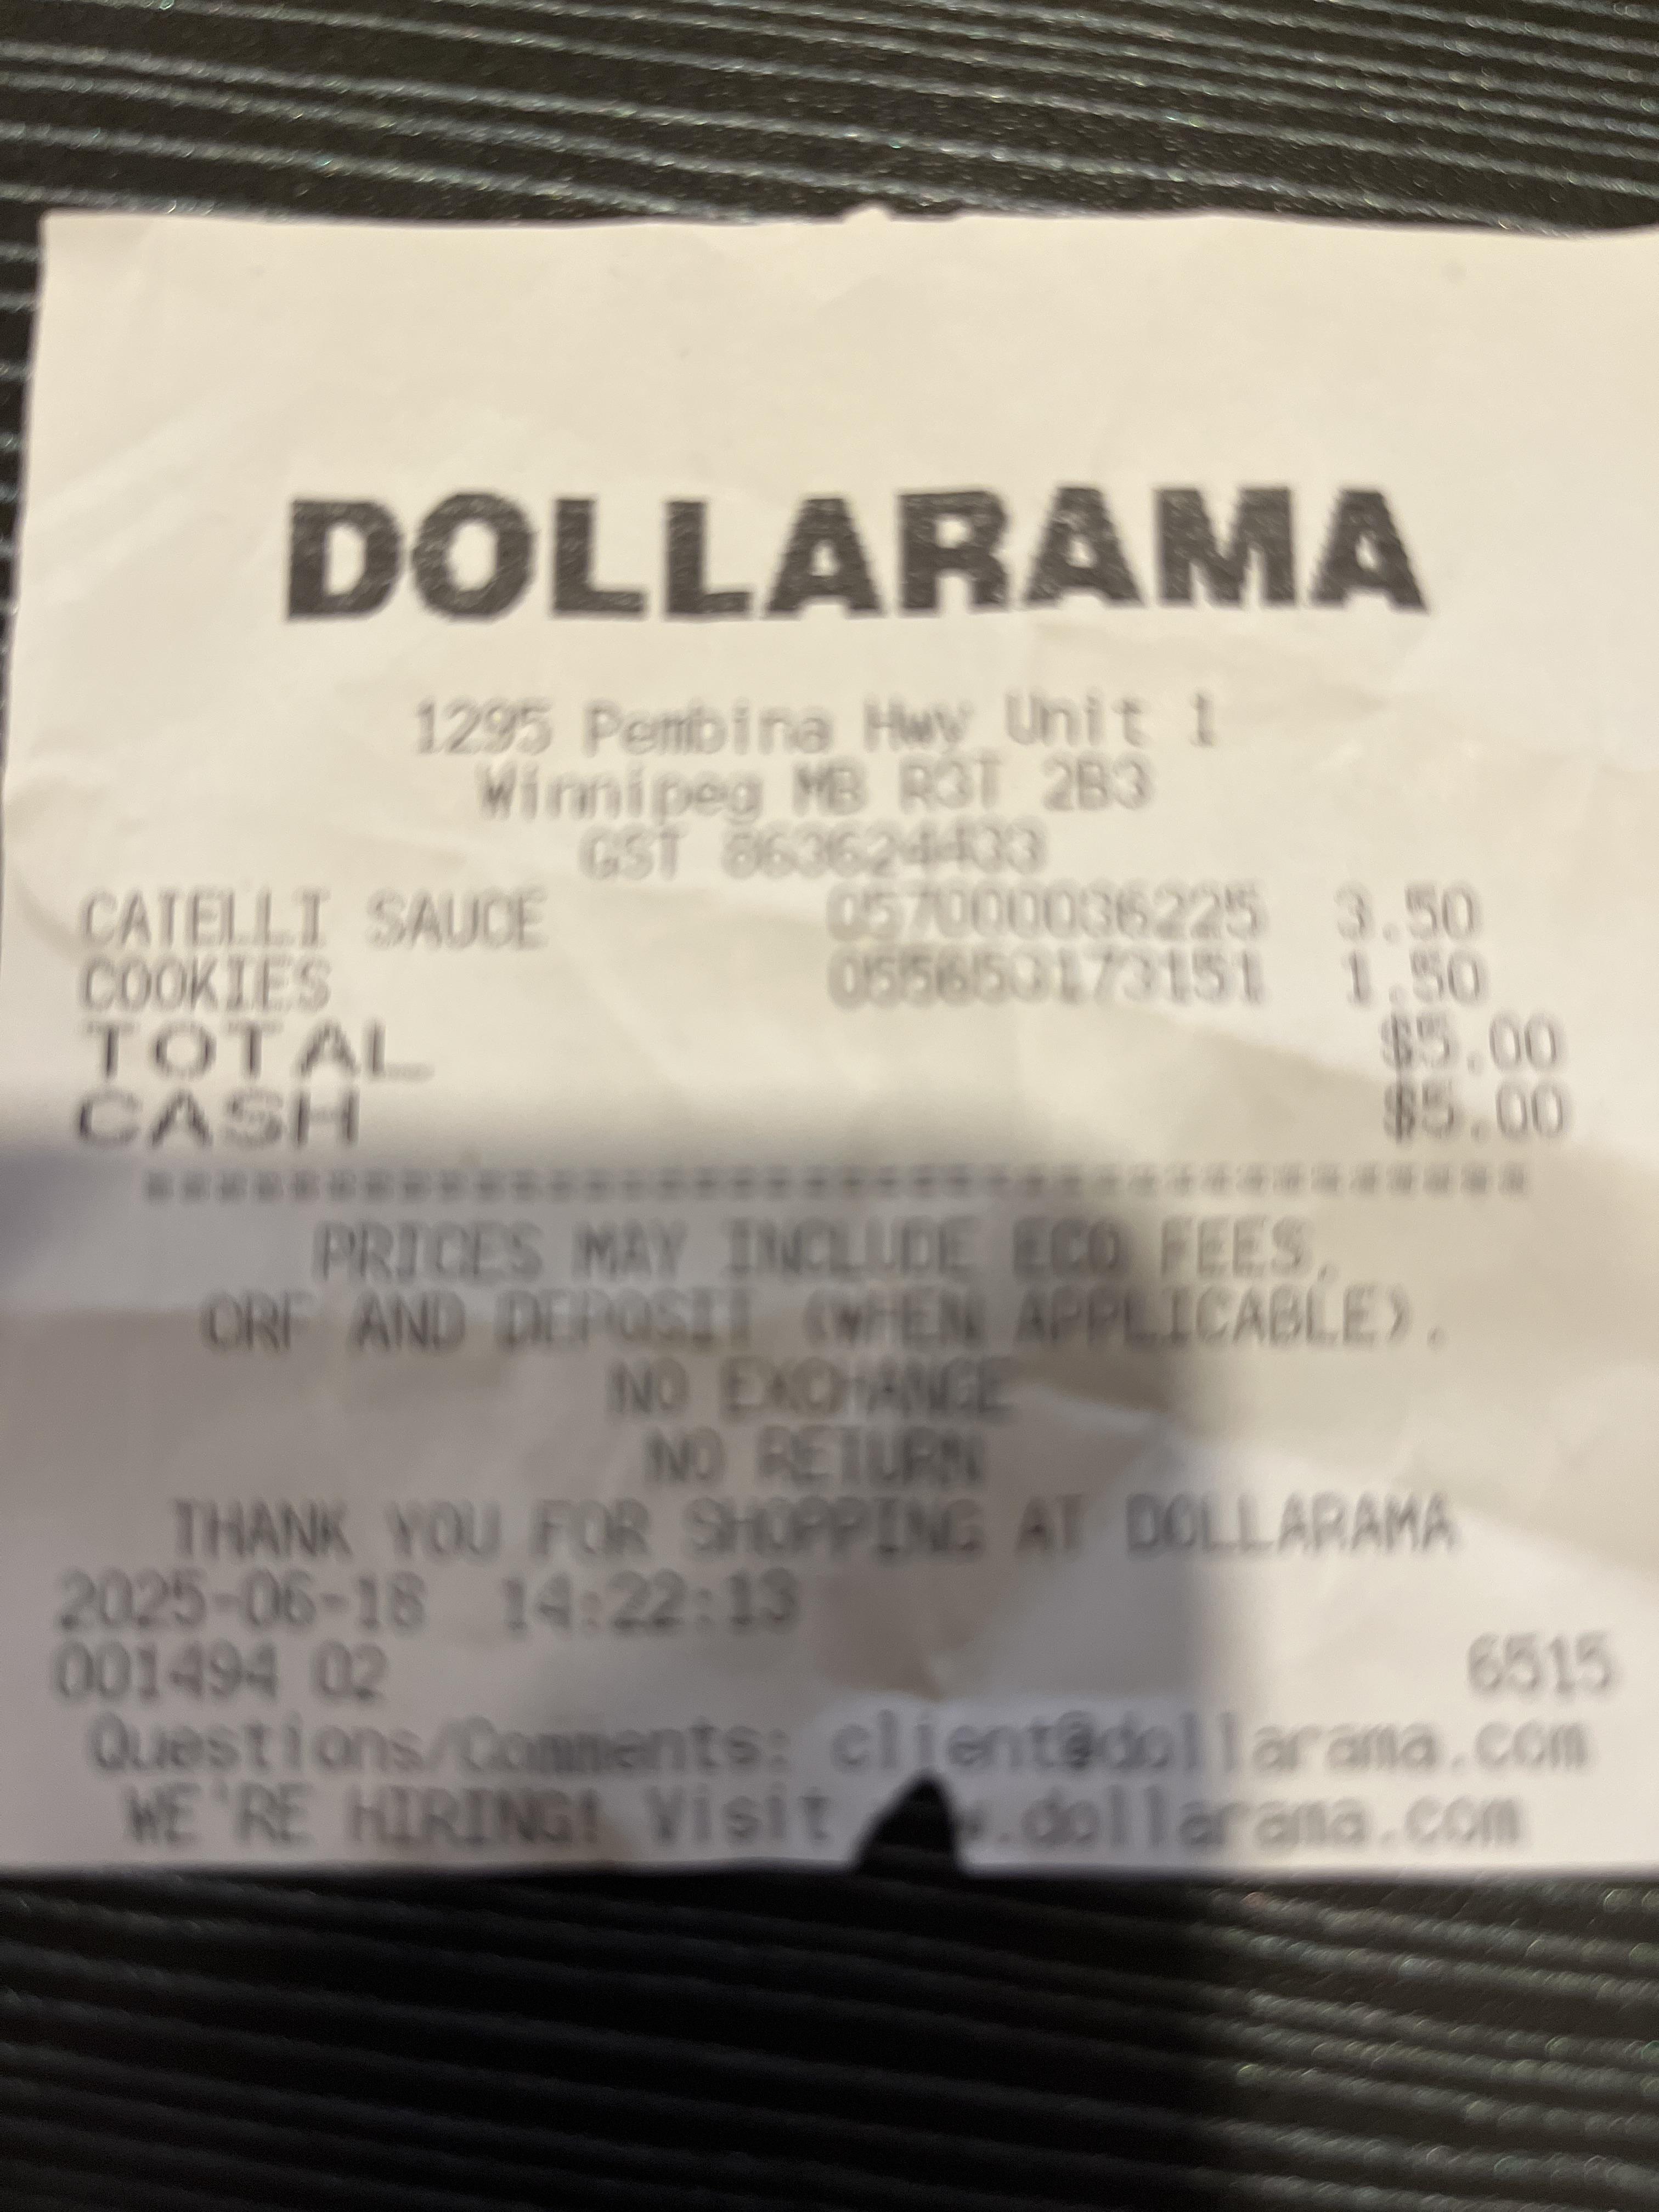 DOLLARAMA
1295 Pembina Hwy Unit 1
Winnipeg MB R3T 2B3
GST 863624433
CATELLI SAUCE 057000036225 3.50
COOKIES 055653173151 1.50
TOTAL $5.00
CASH $5.00
PRICES MAY INCLUDE ECO FEES,
ORF AND DEPOSIT (WHEN APPLICABLE).
NO EXCHANGE
NO RETURN
THANK YOU FOR SHOPPING AT DOLLARAMA
2025-06-18 14:22:13
001494 02 6515
Questions/Comments: client@dollarama.com
WE'RE HIRING! Visit .dollarama.com